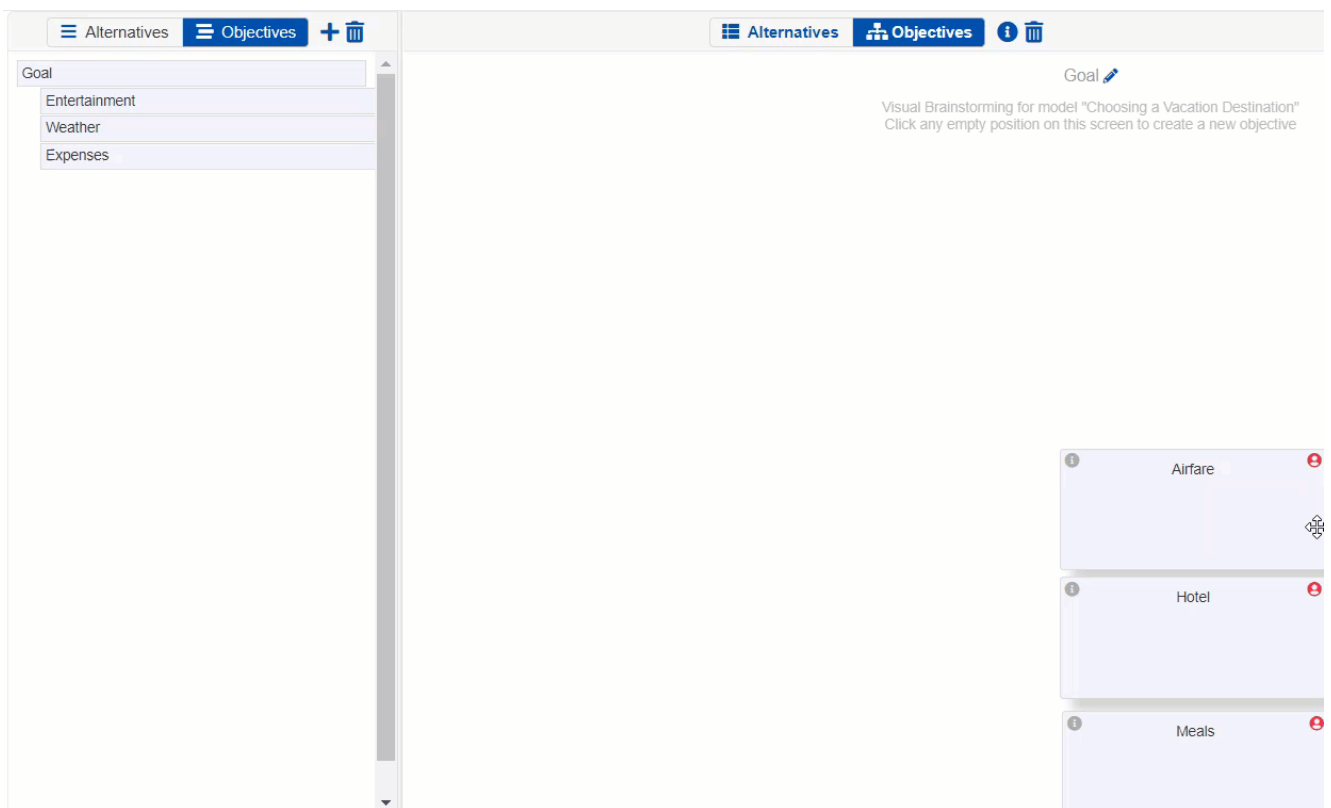 Alternatives Objectives
Alternatives Objectives
Goal
Entertainment
Weather
Expenses
Goal
Visual Brainstorming for model "Choosing a Vacation Destination"
Click any empty position on this screen to create a new objective
Airfare
Hotel
Meals